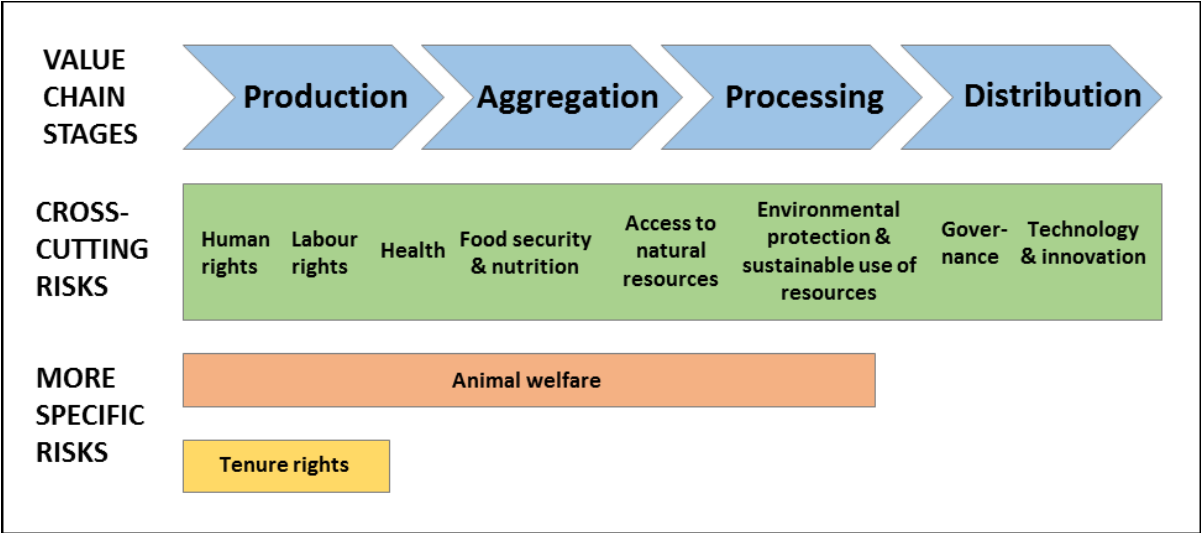 VALUE
CHAIN
STAGES
Production
Aggregation
Processing
Distribution
CROSS-
CUTTING
RISKS
Human
rights
Labour
rights
Health
Food security
& nutrition
Access to
natural
resources
Environmental
protection &
sustainable use of
resources
Gover-
nance
Technology
& innovation
MORE
SPECIFIC
RISKS
Animal welfare
Tenure rights